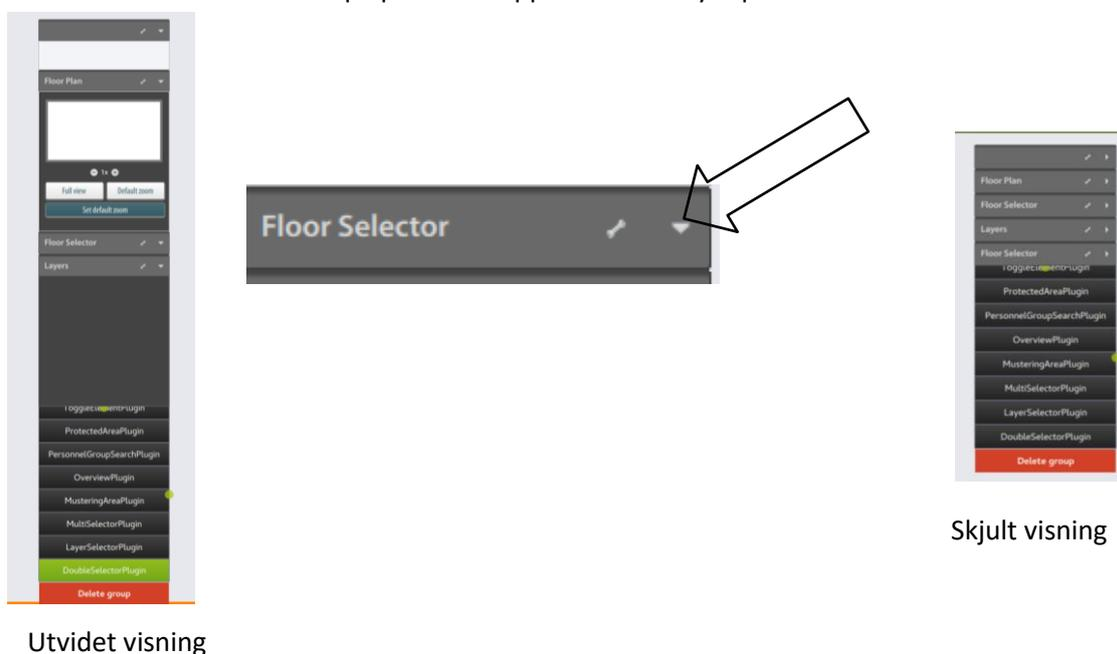 Floor Plan
1x
Full view Default zoom
Set default zoom
Floor Selector
Layers
ToggleElementPlugin
ProtectedAreaPlugin
PersonnelGroupSearchPlugin
OverviewPlugin
MusteringAreaPlugin
MultiSelectorPlugin
LayerSelectorPlugin
DoubleSelectorPlugin
Delete group
Utvidet visning
Floor Selector
Floor Plan
Floor Selector
Layers
Floor Selector
ToggleElementPlugin
ProtectedAreaPlugin
PersonnelGroupSearchPlugin
OverviewPlugin
MusteringAreaPlugin
MultiSelectorPlugin
LayerSelectorPlugin
DoubleSelectorPlugin
Delete group
Skjult visning